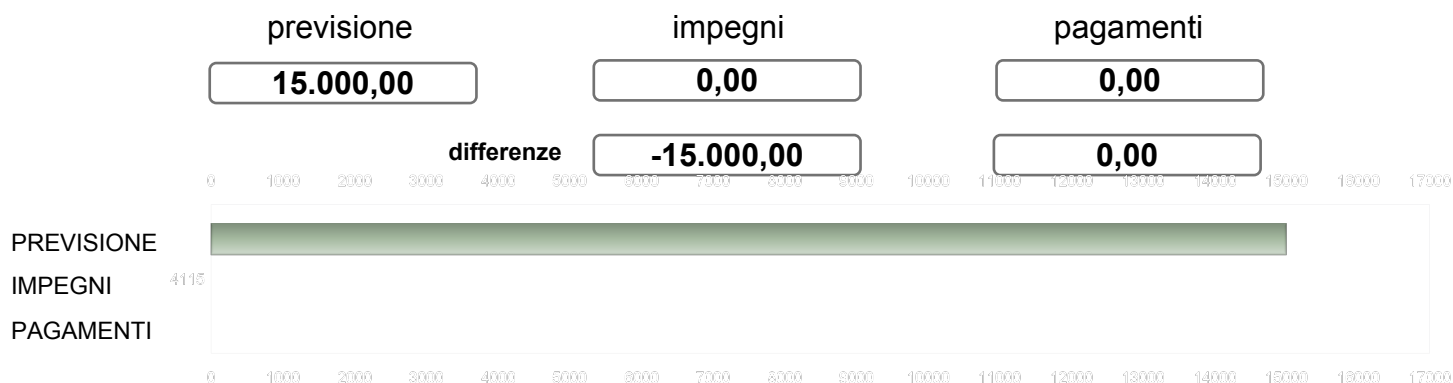 previsione impegni pagamenti
15.000,00 0,00 0,00
differenze -15.000,00 0,00
0 1000 2000 3000 4000 5000 6000 7000 8000 9000 10000 11000 12000 13000 14000 15000 16000 17000
PREVISIONE
4115
IMPEGNI
PAGAMENTI
0 1000 2000 3000 4000 5000 6000 7000 8000 9000 10000 11000 12000 13000 14000 15000 16000 17000